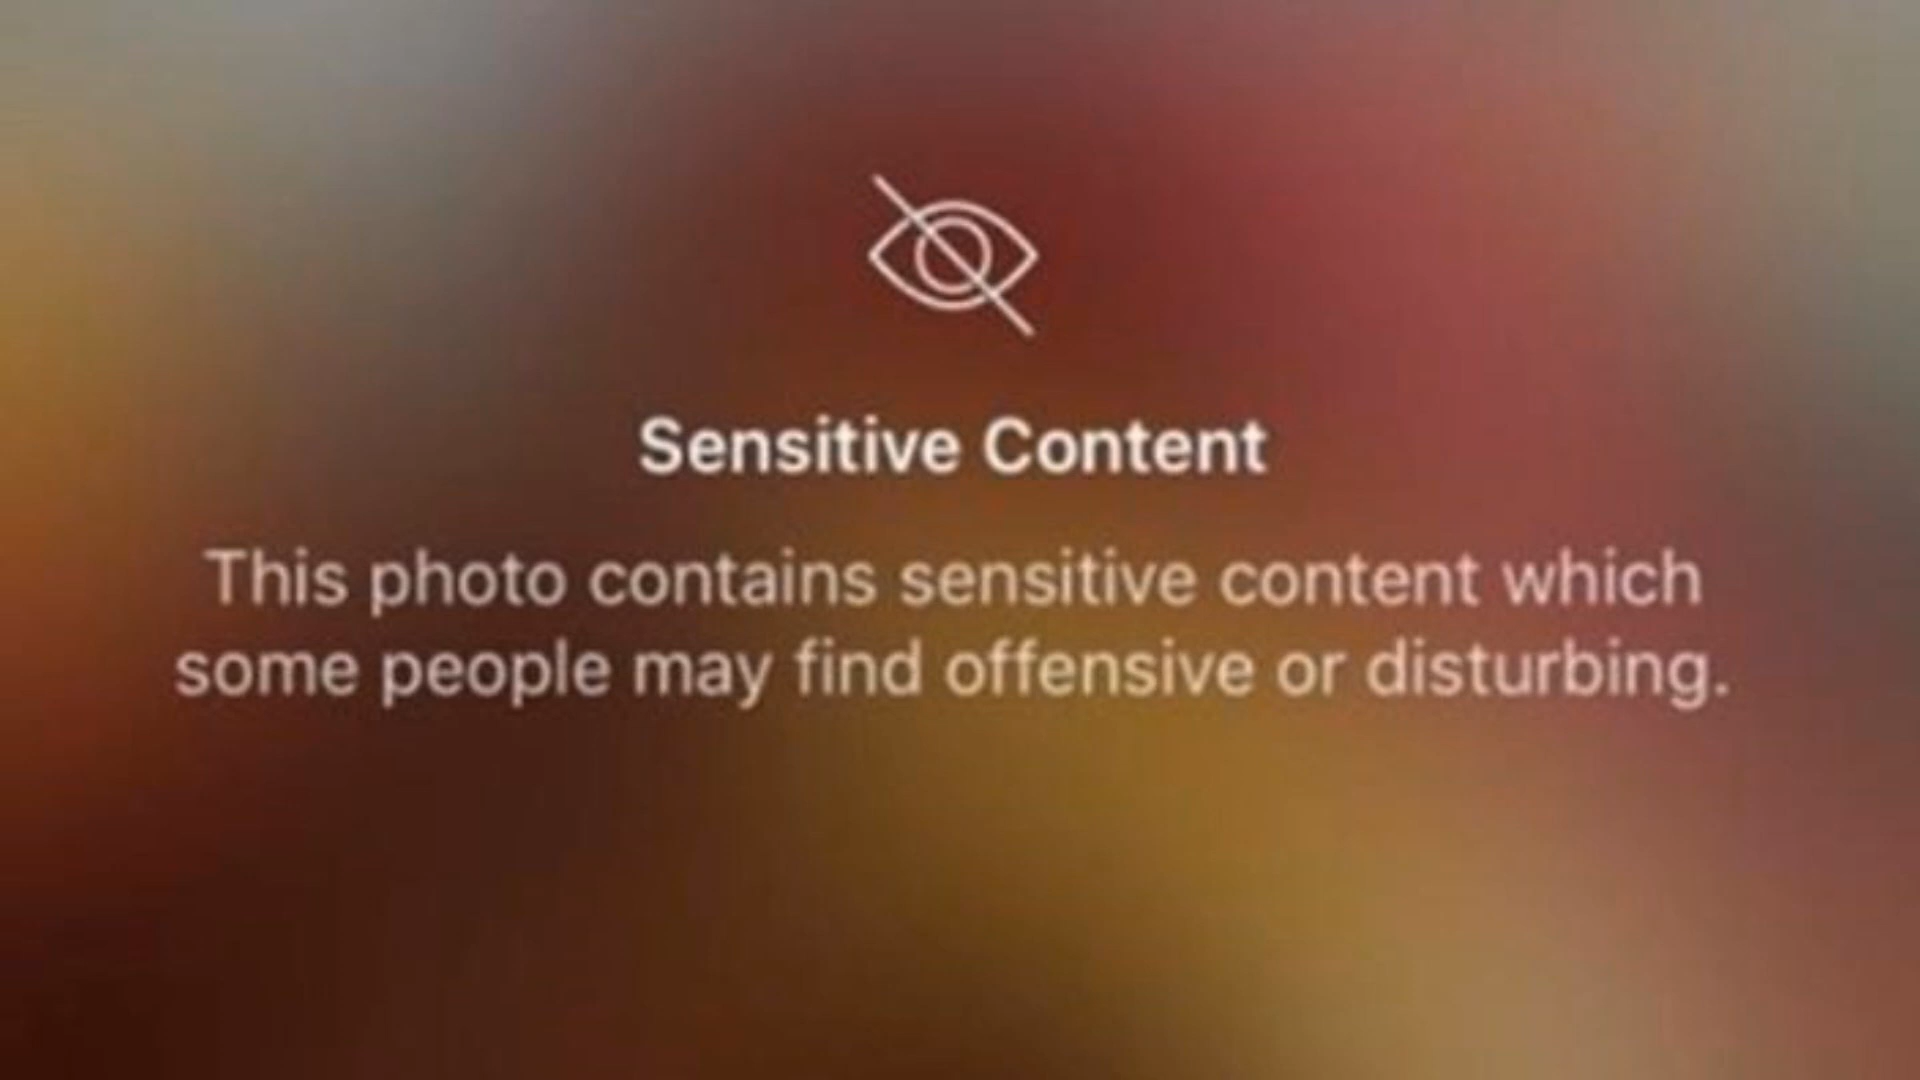 Sensitive Content
This photo contains sensitive content which
some people may find offensive or disturbing.